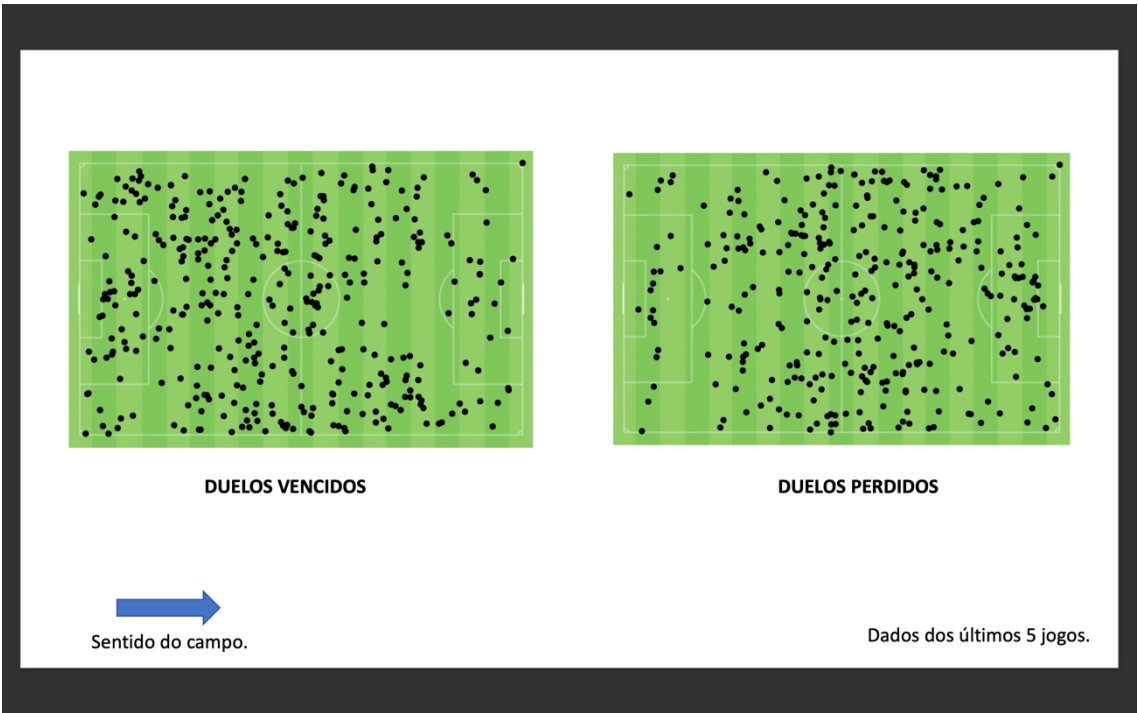 DUELOS VENCIDOS
DUELOS PERDIDOS
Sentido do campo.
Dados dos últimos 5 jogos.